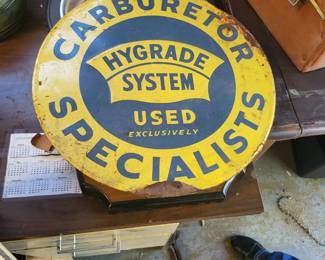 CARBURETOR
HYGRADE
SYSTEM
USED
EXCLUSIVELY
SPECIALISTS